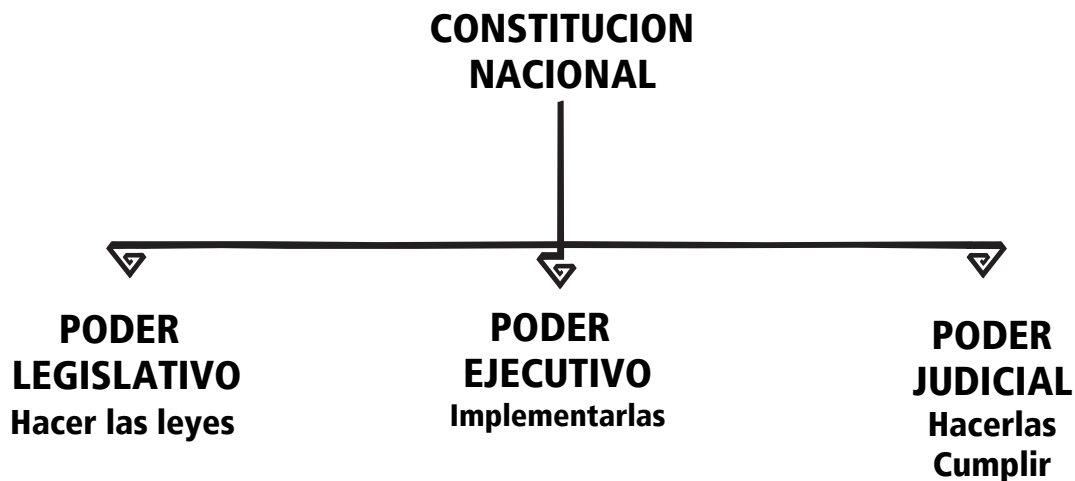 CONSTITUCION
NACIONAL
PODER
LEGISLATIVO
Hacer las leyes
PODER
EJECUTIVO
Implementarlas
PODER
JUDICIAL
Hacerlas
Cumplir